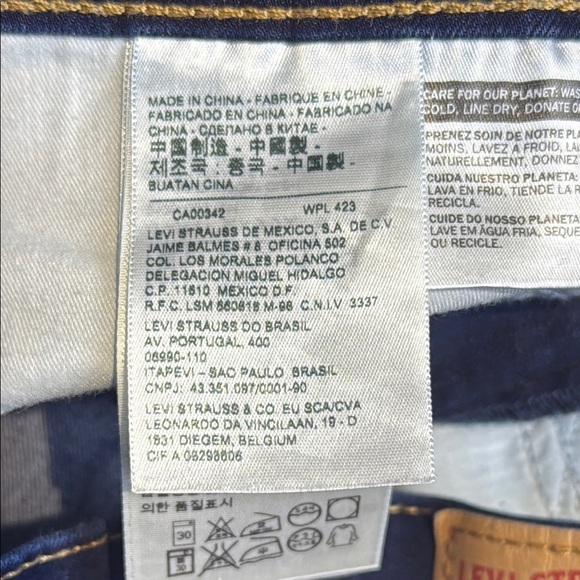 MADE IN CHINA - FABRIQUE EN CHINE -
FABRICADO EN CHINA - FABRICADO NA
CHINA - СДЕЛАНО В КИТАЕ -
中国制造 - 中國製 -
제조국 : 중국 - 中国製 -
BUATAN CINA
CA00342 WPL 423
LEVI STRAUSS DE MEXICO, S.A. DE C.V.
JAIME BALMES # 8 OFICINA 502
COL. LOS MORALES POLANCO
DELEGACION MIGUEL HIDALGO
C.P. 11510 MEXICO D.F.
R.F.C. LSM 860618 M-98 C.N.I.V 3337
LEVI STRAUSS DO BRASIL
AV. PORTUGAL, 400
06690-110
ITAPEVI - SAO PAULO BRASIL
CNPJ: 43.351.097/0001-90
LEVI STRAUSS & CO. EU SCA/CVA
LEONARDO DA VINCILAAN, 19 - D
1831 DIEGEM, BELGIUM
CIF A 08298606
CARE FOR OUR PLANET: WAS
COLD, LINE DRY, DONATE O
PRENEZ SOIN DE NOTRE PL
MOINS, LAVEZ A FROID, LA
NATURELLEMENT, DONNEZ
CUIDA NUESTRO PLANETA:
LAVA EN FRIO, TIENDE LA R
RECICLA.
CUIDE DO NOSSO PLANETA
LAVE EM ÁGUA FRIA, SEQUE
OU RECICLE.
의한 품질표시
30
30
LEVI STR